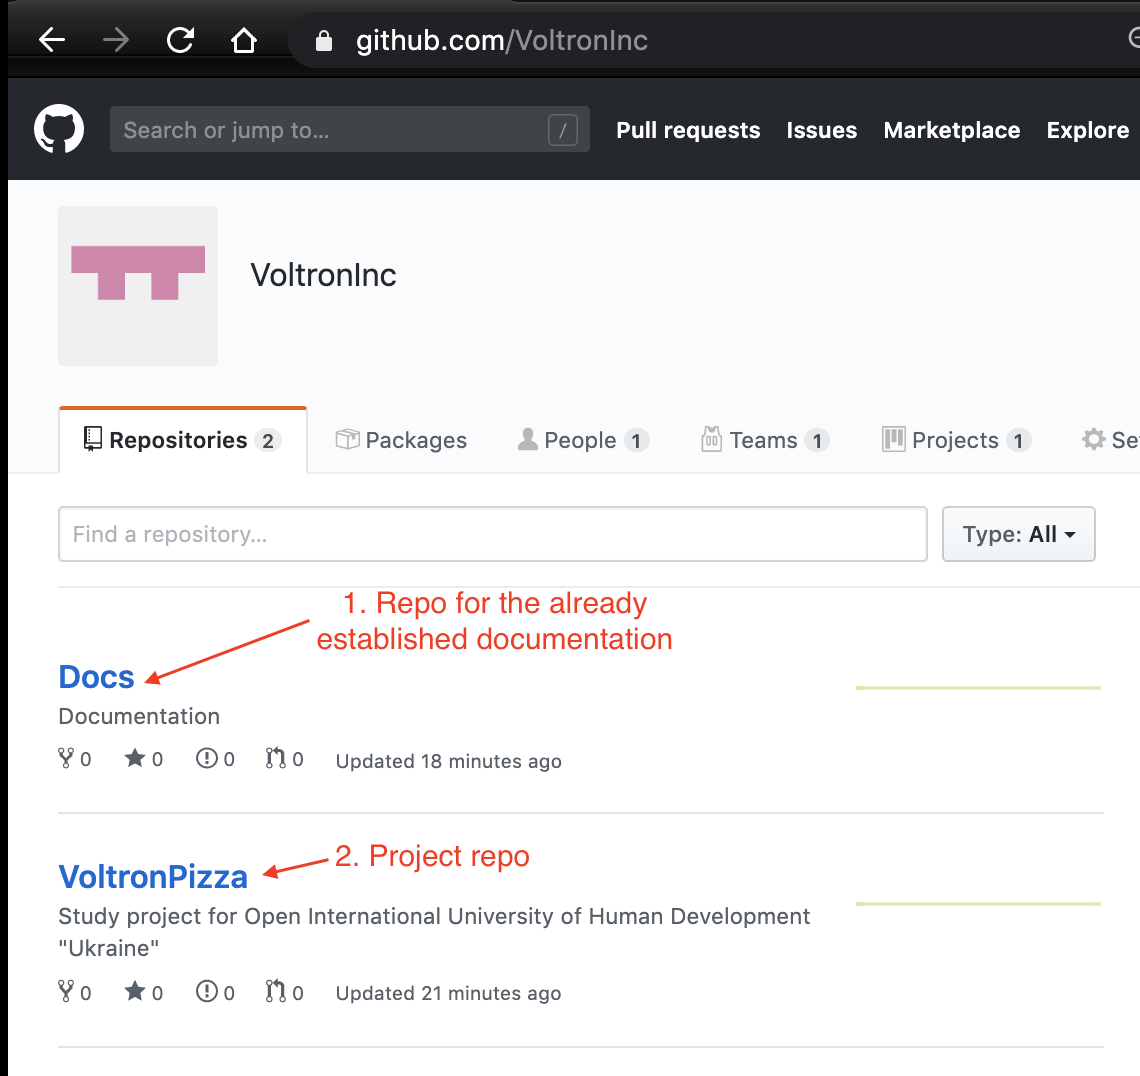 github.com/VoltronInc
Search or jump to...
/
Pull requests Issues Marketplace Explore
VoltronInc
Repositories 2 Packages People 1 Teams 1 Projects 1 Se
Find a repository...
Type: All
1. Repo for the already
established documentation
Docs
Documentation
0 0 0 0 Updated 18 minutes ago
2. Project repo
VoltronPizza
Study project for Open International University of Human Development
"Ukraine"
0 0 0 0 Updated 21 minutes ago